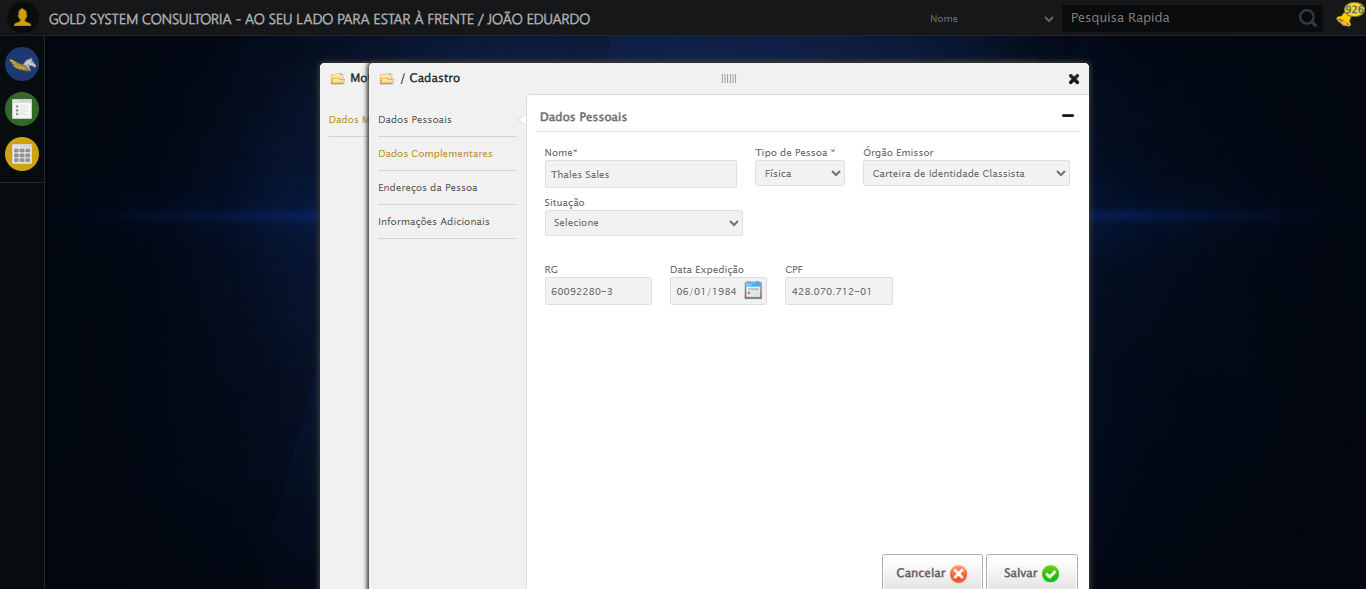 GOLD SYSTEM CONSULTORIA - AO SEU LADO PARA ESTAR À FRENTE / JOÃO EDUARDO
Nome
Pesquisa Rapida
926
Mo
/ Cadastro
Dados M
Dados Pessoais
Dados Complementares
Endereços da Pessoa
Informações Adicionais
Dados Pessoais
Nome* Tipo de Pessoa * Órgão Emissor
Thales Sales Física Carteira de Identidade Classista
Situação
Selecione
RG Data Expedição CPF
60092280-3 06/01/1984 428.070.712-01
Cancelar Salvar